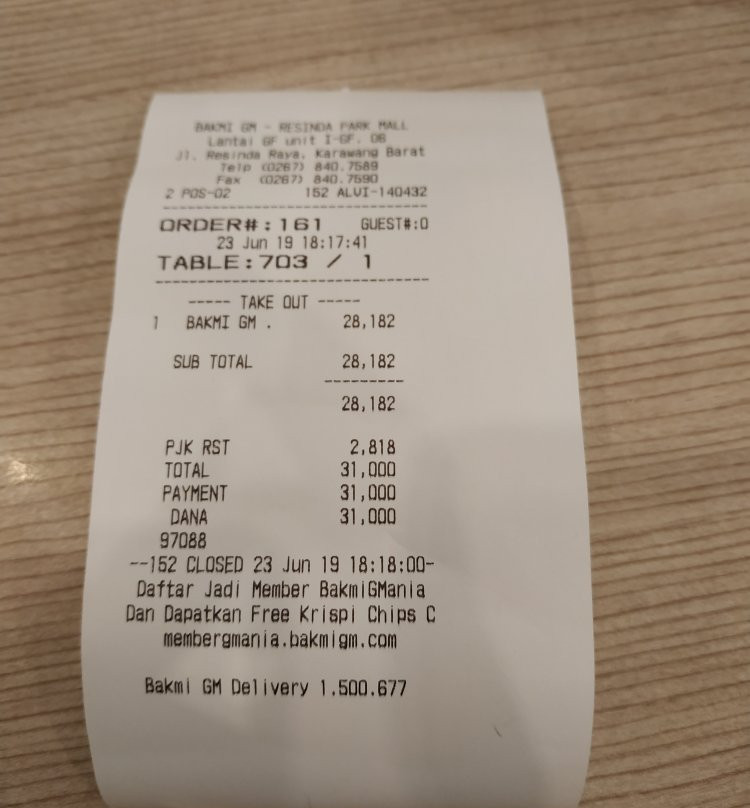 BAKMI GM - RESINDA PARK MALL
Lantai GF unit I-GF. 06
Jl. Resinda Raya, Karawang Barat
Telp (0267) 840.7589
Fax (0267) 840.7590
2 POS-02 152 ALVI-140432
ORDER#:161 GUEST#:0
23 Jun 19 18:17:41
TABLE:703 / 1
----- TAKE OUT -----
1 BAKMI GM . 28,182
SUB TOTAL 28,182
28,182
PJK RST 2,818
TOTAL 31,000
PAYMENT 31,000
DANA 31,000
97088
--152 CLOSED 23 Jun 19 18:18:00-
Daftar Jadi Member BakmiGMania
Dan Dapatkan Free Krispi Chips C
membergmania.bakmigm.com
Bakmi GM Delivery 1.500.677